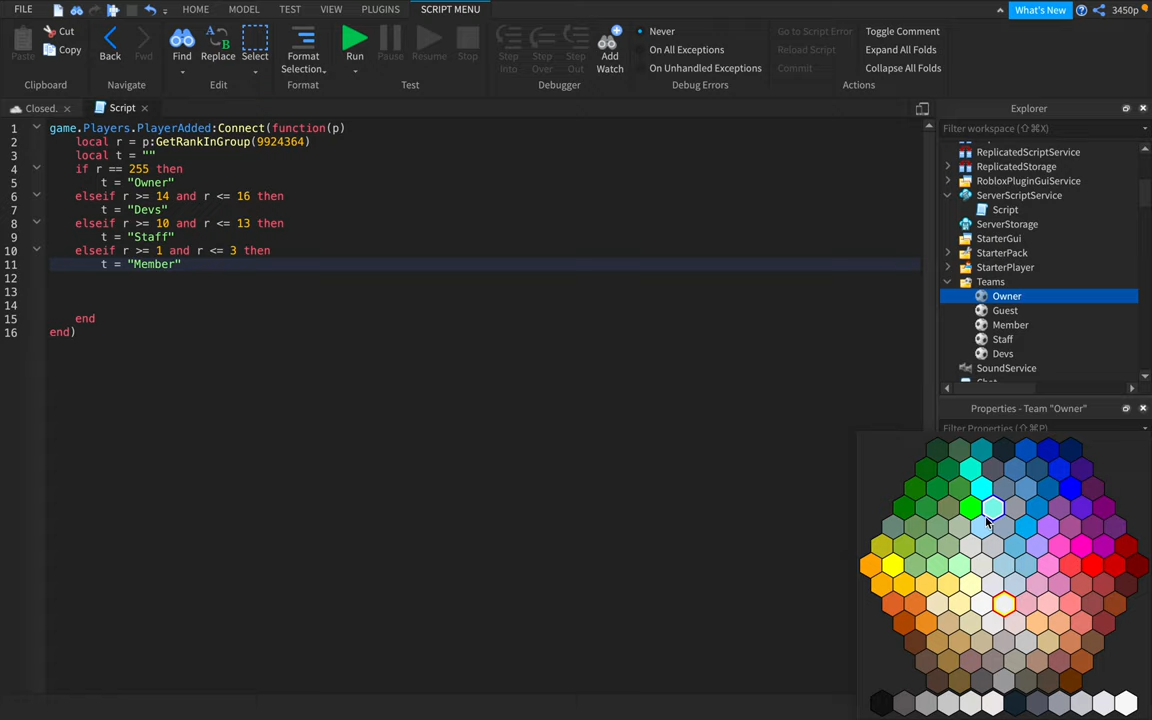 FILE HOME MODEL TEST VIEW PLUGINS SCRIPT MENU What's New 3450p
Paste Cut Copy Back Fwd Find Replace Select Format Selection Run Pause Resume Stop Step Into Step Over Step Out Add Watch Never On All Exceptions On Unhandled Exceptions Go to Script Error Reload Script Commit Toggle Comment Expand All Folds Collapse All Folds
Clipboard Navigate Edit Format Test Debugger Debug Errors Actions
Closed. Script Explorer
1 game.Players.PlayerAdded:Connect(function(p)
2 local r = p:GetRankInGroup(9924364)
3 local t = ""
4 if r == 255 then
5 t = "Owner"
6 elseif r >= 14 and r <= 16 then
7 t = "Devs"
8 elseif r >= 10 and r <= 13 then
9 t = "Staff"
10 elseif r >= 1 and r <= 3 then
11 t = "Member"
12
13
14
15 end
16 end)
Filter workspace (⇧⌘X)
ReplicatedScriptService
ReplicatedStorage
RobloxPluginGuiService
ServerScriptService
Script
ServerStorage
StarterGui
StarterPack
StarterPlayer
Teams
Owner
Guest
Member
Staff
Devs
SoundService
Properties - Team "Owner"
Filter Properties (⇧⌘P)